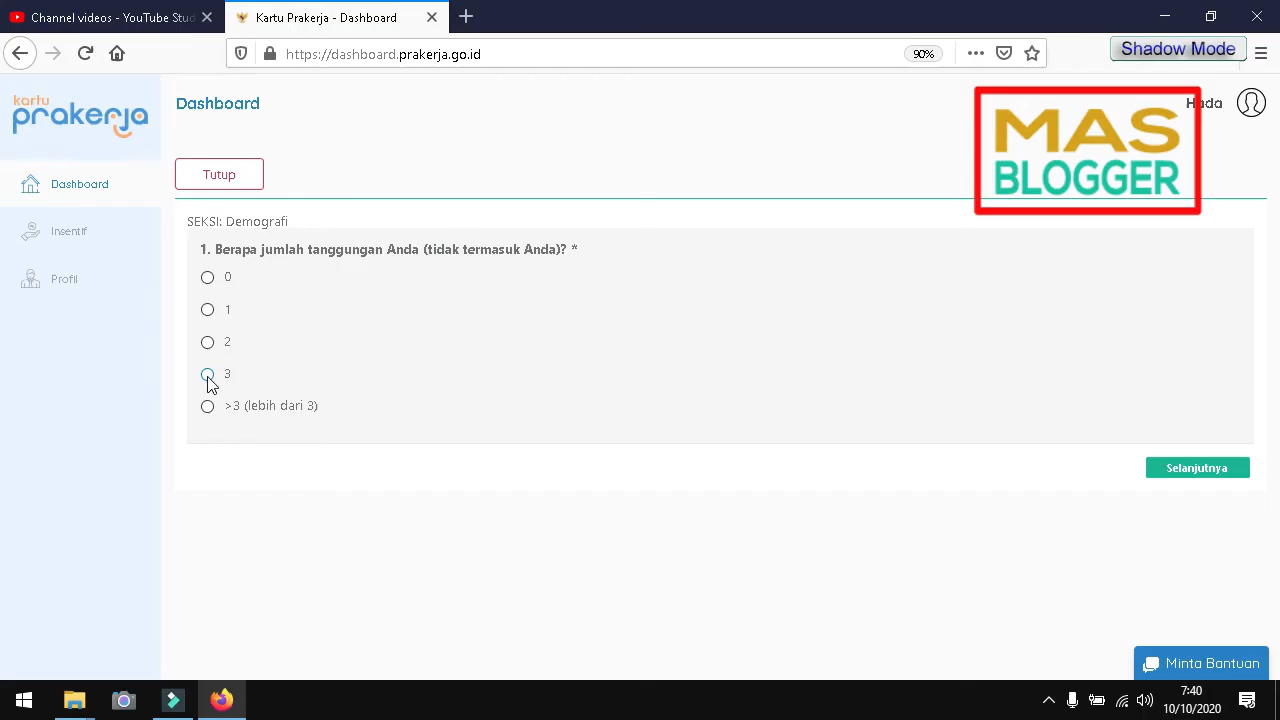 Channel videos - YouTube Stud
Kartu Prakerja - Dashboard
https://dashboard.prakerja.go.id
90%
Shadow Mode
kartu
prakerja
Dashboard
MAS
BLOGGER
Tutup
Dashboard
Insentif
Profil
SEKSI: Demografi
1. Berapa jumlah tanggungan Anda (tidak termasuk Anda)? *
0
1
2
3
>3 (lebih dari 3)
Selanjutnya
Minta Bantuan
7:40
10/10/2020